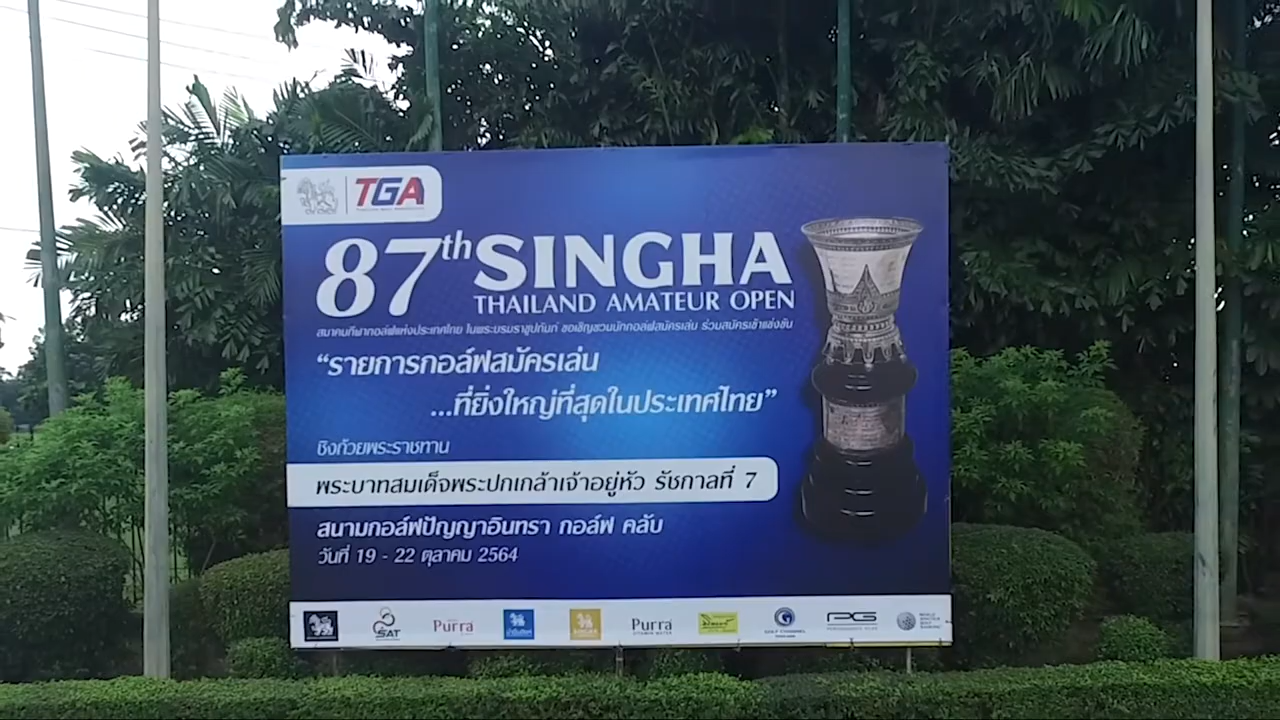 TGA
87th SINGHA
THAILAND AMATEUR OPEN
สมาคมกีฬากอล์ฟแห่งประเทศไทย ในพระบรมราชูปถัมภ์ ขอเชิญชวนนักกอล์ฟสมัครเล่น ร่วมสมัครเข้าแข่งขัน
“รายการกอล์ฟสมัครเล่น
...ที่ยิ่งใหญ่ที่สุดในประเทศไทย”
ชิงถ้วยพระราชทาน
พระบาทสมเด็จพระปกเกล้าเจ้าอยู่หัว รัชกาลที่ 7
สนามกอล์ฟปัญญาอินทรา กอล์ฟ คลับ
วันที่ 19 - 22 ตุลาคม 2564
SAT Purra SINGHA Purra GOLF CHANNEL PG